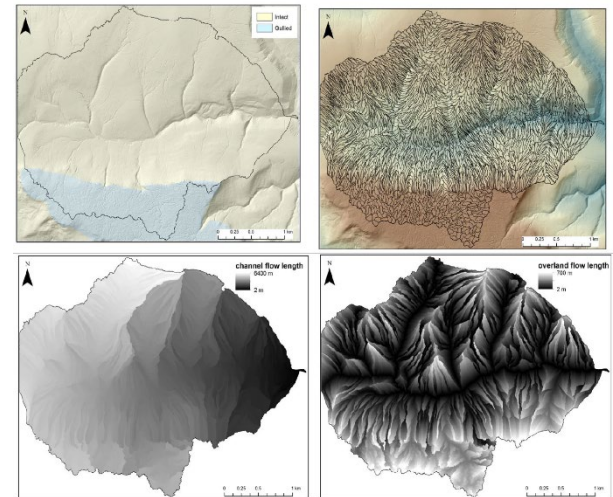 N
Intact
Gullied
0 0.25 0.5 1 km
N
0 0.25 0.5 1 km
N
channel flow length
6400 m
2 m
0 0.25 0.5 1 km
N
overland flow length
700 m
2 m
0 0.25 0.5 1 km